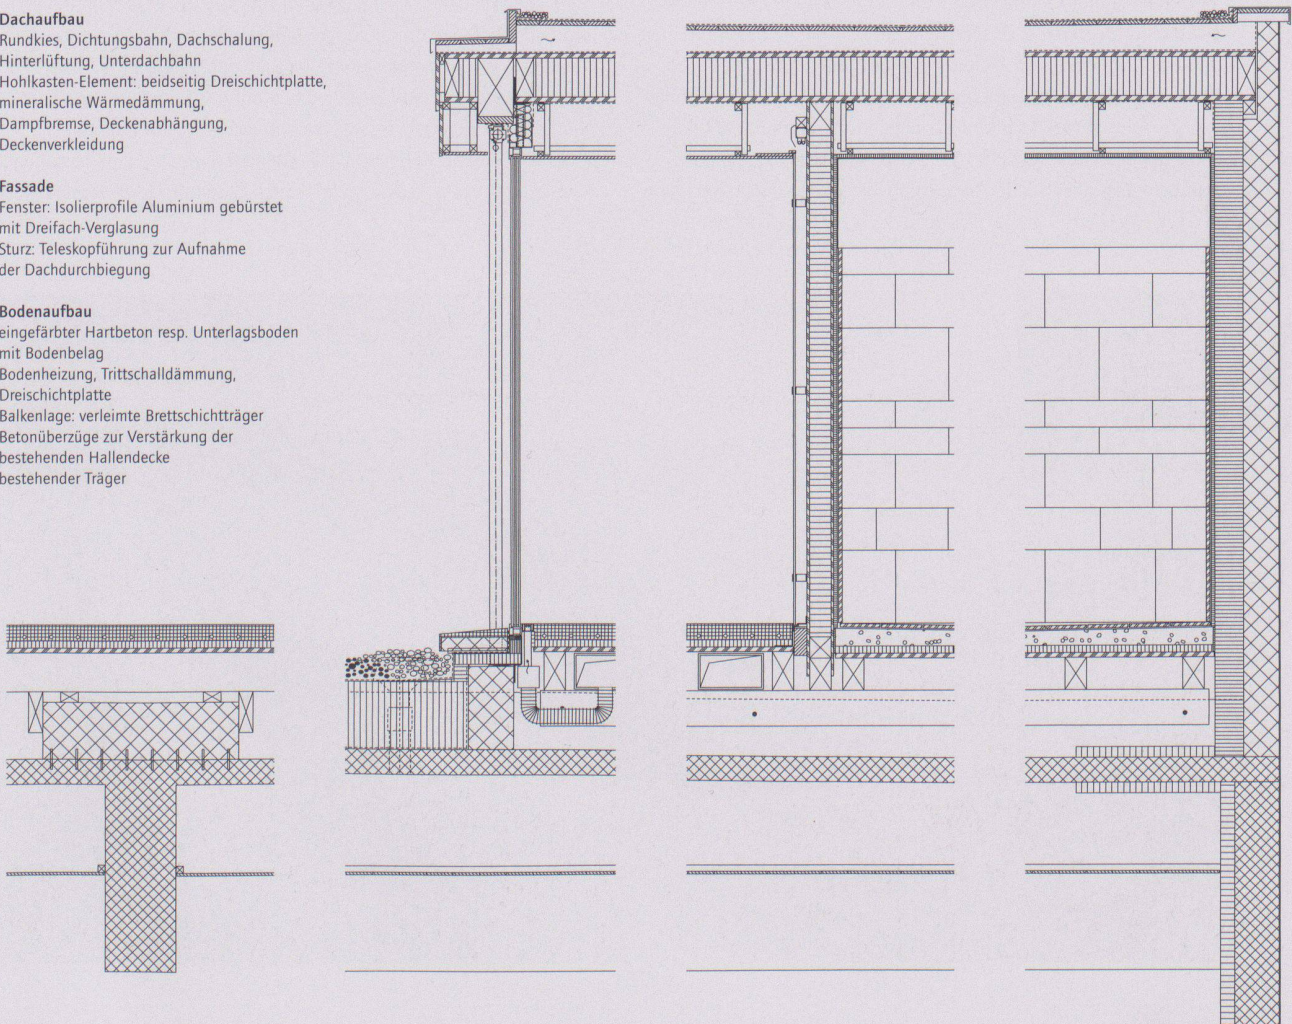 Dachaufbau
Rundkies, Dichtungsbahn, Dachschalung,
Hinterlüftung, Unterdachbahn
Hohlkasten-Element: beidseitig Dreischichtplatte,
mineralische Wärmedämmung,
Dampfbremse, Deckenabhängung,
Deckenverkleidung
Fassade
Fenster: Isolierprofile Aluminium gebürstet
mit Dreifach-Verglasung
Sturz: Teleskopführung zur Aufnahme
der Dachdurchbiegung
Bodenaufbau
eingefärbter Hartbeton resp. Unterlagsboden
mit Bodenbelag
Bodenheizung, Trittschalldämmung,
Dreischichtplatte
Balkenlage: verleimte Brettschichtträger
Betonüberzüge zur Verstärkung der
bestehenden Hallendecke
bestehender Träger